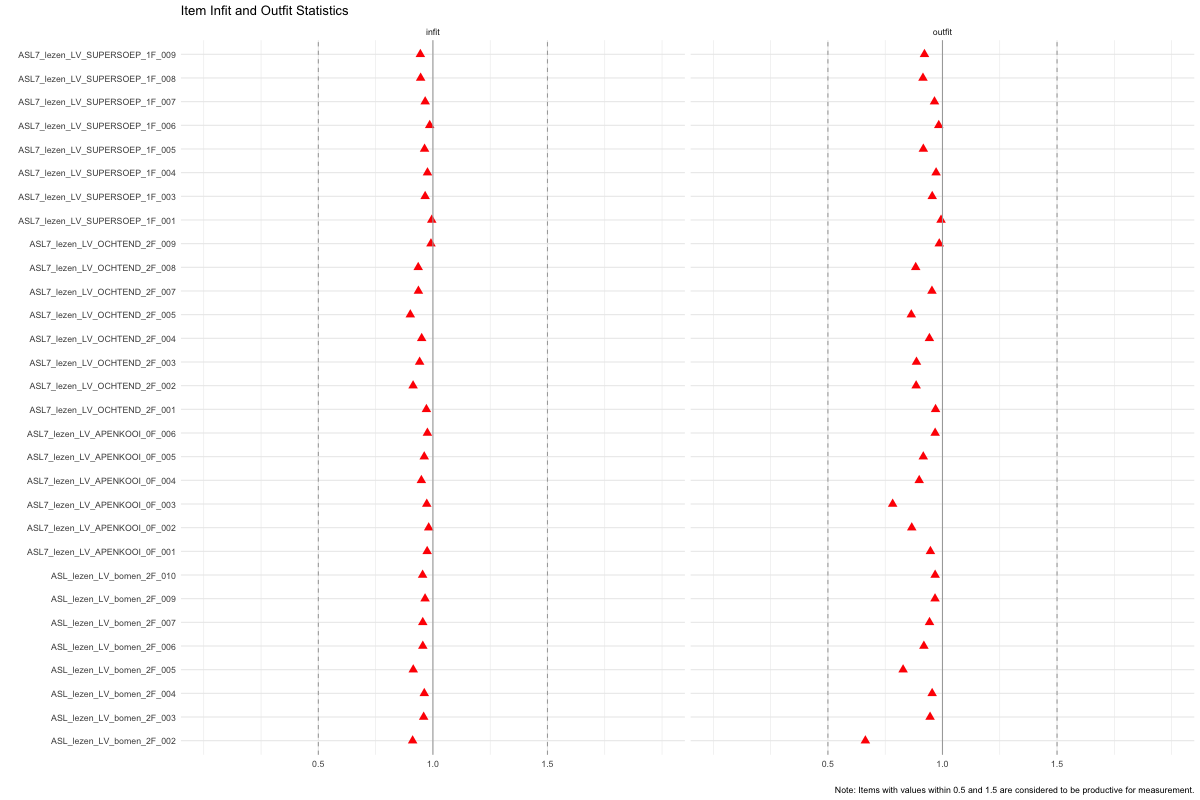 Item Infit and Outfit Statistics
infit
outfit
ASL7_lezen_LV_SUPERSOEP_1F_009
ASL7_lezen_LV_SUPERSOEP_1F_008
ASL7_lezen_LV_SUPERSOEP_1F_007
ASL7_lezen_LV_SUPERSOEP_1F_006
ASL7_lezen_LV_SUPERSOEP_1F_005
ASL7_lezen_LV_SUPERSOEP_1F_004
ASL7_lezen_LV_SUPERSOEP_1F_003
ASL7_lezen_LV_SUPERSOEP_1F_001
ASL7_lezen_LV_OCHTEND_2F_009
ASL7_lezen_LV_OCHTEND_2F_008
ASL7_lezen_LV_OCHTEND_2F_007
ASL7_lezen_LV_OCHTEND_2F_005
ASL7_lezen_LV_OCHTEND_2F_004
ASL7_lezen_LV_OCHTEND_2F_003
ASL7_lezen_LV_OCHTEND_2F_002
ASL7_lezen_LV_OCHTEND_2F_001
ASL7_lezen_LV_APENKOOI_0F_006
ASL7_lezen_LV_APENKOOI_0F_005
ASL7_lezen_LV_APENKOOI_0F_004
ASL7_lezen_LV_APENKOOI_0F_003
ASL7_lezen_LV_APENKOOI_0F_002
ASL7_lezen_LV_APENKOOI_0F_001
ASL_lezen_LV_bomen_2F_010
ASL_lezen_LV_bomen_2F_009
ASL_lezen_LV_bomen_2F_007
ASL_lezen_LV_bomen_2F_006
ASL_lezen_LV_bomen_2F_005
ASL_lezen_LV_bomen_2F_004
ASL_lezen_LV_bomen_2F_003
ASL_lezen_LV_bomen_2F_002
0.5 1.0 1.5 0.5 1.0 1.5
Note: Items with values within 0.5 and 1.5 are considered to be productive for measurement.